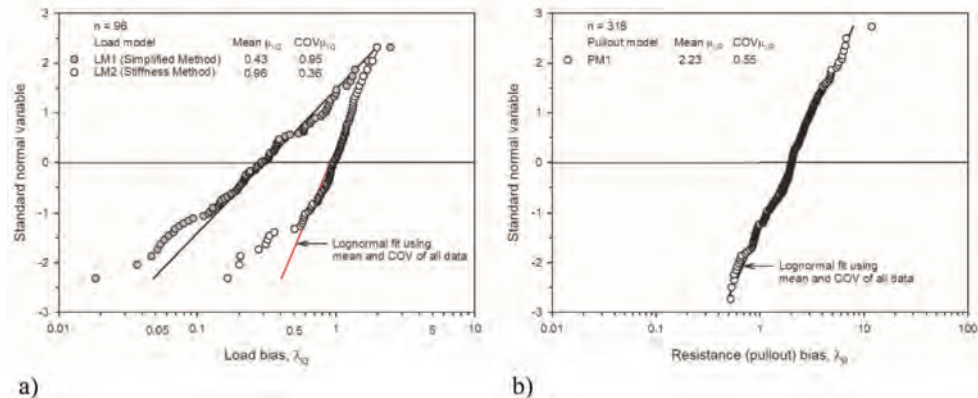 n = 96
Load model Mean μλQ COVμλQ
LM1 (Simplified Method) 0.43 0.95
LM2 (Stiffness Method) 0.96 0.36
Standard normal variable
3
2
1
0
-1
-2
-3
Lognormal fit using
mean and COV of all data
0.01 0.05 0.1 0.5 1 5 10
Load bias, λQ
a)
n = 318
Pullout model Mean COV
PM1 2.23 0.55
Standard normal variable
3
2
1
0
-1
-2
-3
Lognormal fit using
mean and COV of all data
0.01 0.1 1 10 100
Resistance (pullout) bias, λR
b)